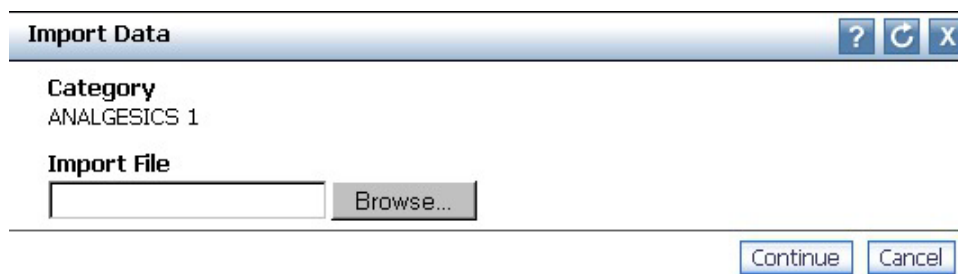 Import Data
? X
Category
ANALGESICS 1
Import File
Browse...
Continue Cancel